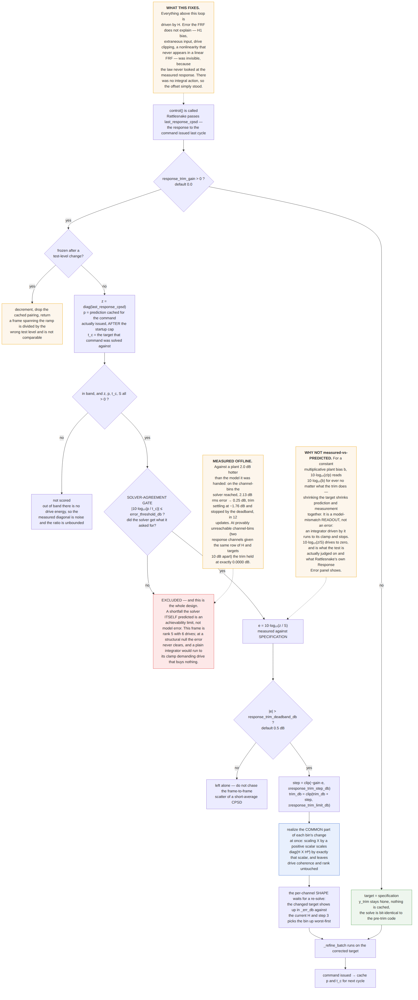 WHAT THIS FIXES.
Everything above this loop
is
driven by H. Error the FRF
does not explain — H1
bias,
extraneous input, drive
clipping, a nonlinearity that
never appears in a linear
FRF — was invisible,
because
the law never looked at the
measured response. There
was no integral action, so
the offset simply stood.
control() is called
Rattlesnake passes
last_response_cpsd —
the response to the
command issued last cycle
response_trim_gain > 0 ?
default 0.0
yes
frozen after a
test-level change?
yes
no
decrement, drop the
cached pairing, return
a frame spanning the ramp
is divided by the
wrong test level and is not
comparable
z =
diag(last_response_cpsd)
p = prediction cached for
the command
actually issued, AFTER the
startup cap
t_c = the target that
command was solved
against
in band, and z, p, t_c, S all
> 0 ?
no
yes
not scored
out of band there is no
drive energy, so the
measured diagonal is noise
and the ratio is unbounded
SOLVER-AGREEMENT
GATE
|10·log₁₀(p / t_c)| ≤
error_threshold_db ?
did the solver get what it
asked for?
MEASURED OFFLINE.
Against a plant 2.0 dB
hotter
than the model it was
handed: on the channel-
bins the
solver reached, 2.13 dB
rms error → 0.25 dB, trim
settling at −1.76 dB and
stopped by the deadband,
in 12
updates. At provably
unreachable channel-bins
(two
response channels given
the same row of H and
targets
10 dB apart) the trim held
at exactly 0.0000 dB.
WHY NOT measured-vs-
PREDICTED. For a
constant
multiplicative plant bias b,
10·log₁₀(z/p) reads
10·log₁₀(b) for ever no
matter what the trim does
—
shrinking the target shrinks
prediction and
measurement
together. It is a model-
mismatch READOUT, not
an error:
an integrator driven by it
runs to its clamp and stops.
10·log₁₀(z/S) drives to zero,
and is what the test is
actually judged on and
what Rattlesnake's own
Response
Error panel shows.
yes
no
no
EXCLUDED — and this is
the whole design.
A shortfall the solver
ITSELF predicted is an
achievability limit, not
model error. This frame is
rank 5 with 6 drives; at a
structural null the error
never clears, and a plain
integrator would run to
its clamp demanding drive
that buys nothing.
e = 10·log₁₀(z / S)
measured against
SPECIFICATION
|e| >
response_trim_deadband_db
?
default 0.5 dB
no
yes
left alone — do not chase
the frame-to-frame
scatter of a short-average
CPSD
step = clip(−gain·e,
±response_trim_step_db)
trim_db = clip(trim_db +
step,
±response_trim_limit_db)
realize the COMMON part
of each bin's change
at once: scaling X by a
positive scalar scales
diag(H X Hᴴ) by exactly
that scalar, and leaves
drive coherence and rank
untouched
the per-channel SHAPE
waits for a re-solve:
the changed target shows
up in _err_db against
the current H and step 3
picks the bin up worst-first
target = specification
y_trim stays None, nothing
is cached,
the solve is bit-identical to
the pre-trim code
_refine_batch runs on the
corrected target
command issued → cache
p and t_c for next cycle